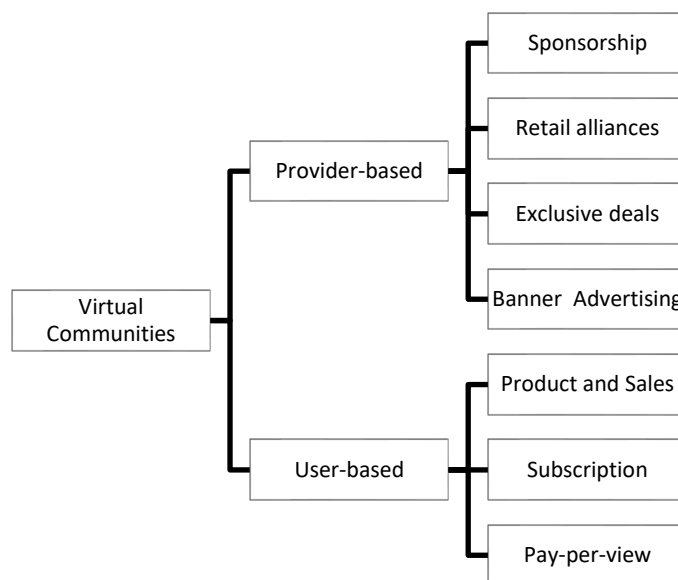 Virtual
Communities
Provider-based
Sponsorship
Retail alliances
Exclusive deals
Banner Advertising
User-based
Product and Sales
Subscription
Pay-per-view